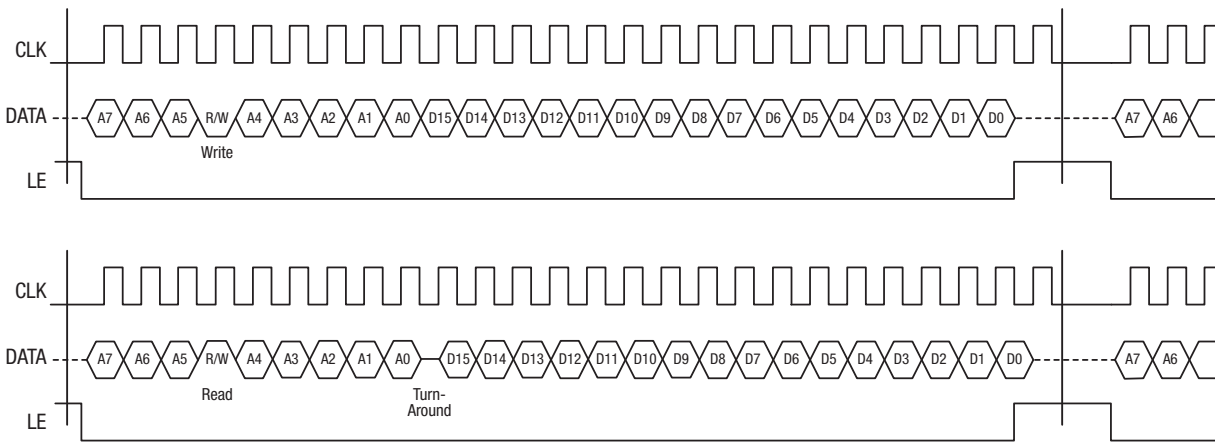 CLK
DATA A7 A6 A5 R/W A4 A3 A2 A1 A0 D15 D14 D13 D12 D11 D10 D9 D8 D7 D6 D5 D4 D3 D2 D1 D0 A7 A6
Write
LE
CLK
DATA A7 A6 A5 R/W A4 A3 A2 A1 A0 D15 D14 D13 D12 D11 D10 D9 D8 D7 D6 D5 D4 D3 D2 D1 D0 A7 A6
Read Turn-
Around
LE